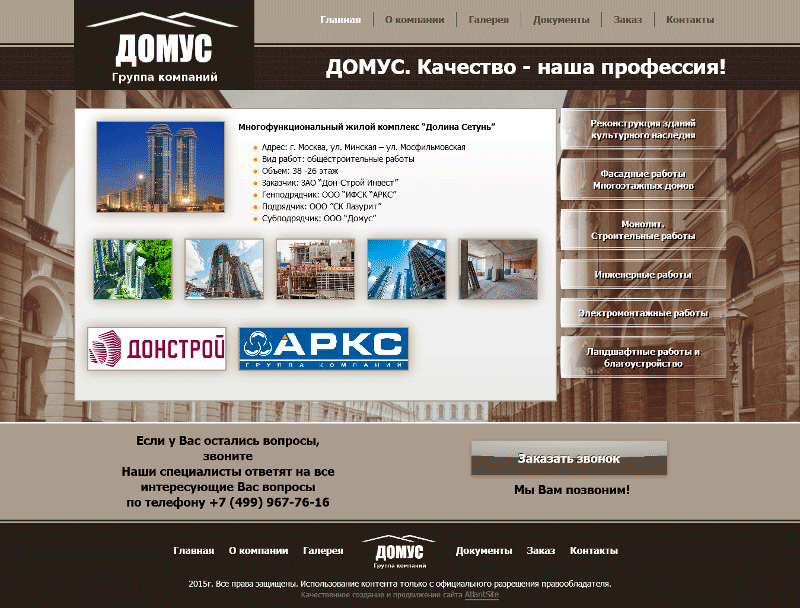 ДОМУС
Группа компаний
Главная
О компании
Галерея
Документы
Заказ
Контакты
ДОМУС. Качество - наша профессия!
Многофункциональный жилой комплекс "Долина Сетунь"
Адрес: г. Москва, ул. Минская – ул. Мосфильмовская
Вид работ: общестроительные работы
Объем: 38 -26 этаж
Заказчик: ЗАО "Дон-Строй Инвест"
Генподрядчик: ООО "ИФСК "АРКС"
Подрядчик: ООО "СК Лазурит"
Субподрядчик: ООО "Домус"
ДОНСТРОЙ
АРКС
ГРУППА КОМПАНИЙ
Реконструкция зданий
культурного наследия
Фасадные работы
Многоэтажных домов
Монолит.
Строительные работы
Инженерные работы
Электромонтажные работы
Ландшафтные работы и
благоустройство
Если у Вас остались вопросы,
звоните
Наши специалисты ответят на все
интересующие Вас вопросы
по телефону +7 (499) 967-76-16
Заказать звонок
Мы Вам позвоним!
Главная
О компании
Галерея
ДОМУС
Группа компаний
Документы
Заказ
Контакты
2015г. Все права защищены. Использование контента только с официального разрешения правообладателя.
Качественное создание и продвижение сайта AtlantSite